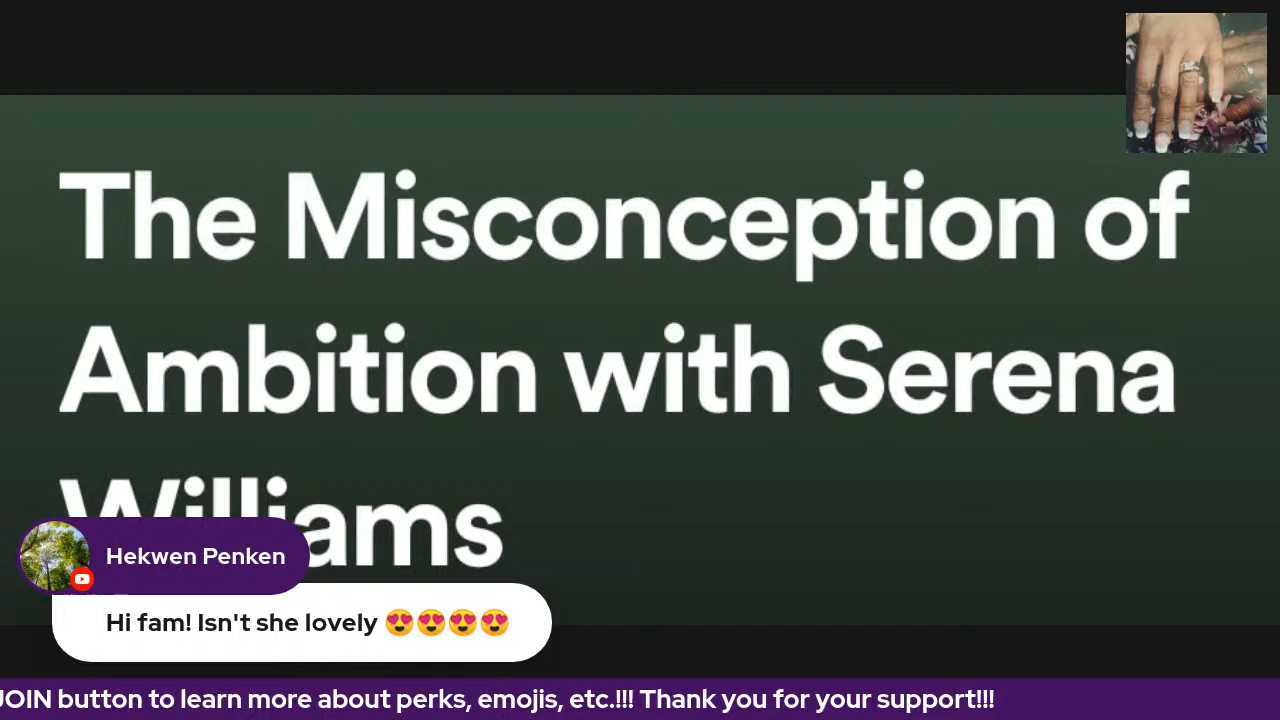 The Misconception of
Ambition with Serena
Williams
Hekwen Penken
Hi fam! Isn't she lovely 😍😍😍😍
JOIN button to learn more about perks, emojis, etc.!!! Thank you for your support!!!